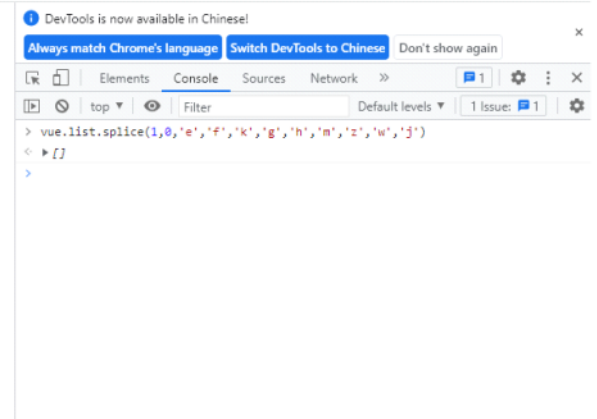 DevTools is now available in Chinese!
Always match Chrome's language Switch DevTools to Chinese Don't show again
Elements Console Sources Network 1
top Filter Default levels 1 Issue: 1
vue.list.splice(1,0,'e','f','k','g','h','m','z','w','j')
[]